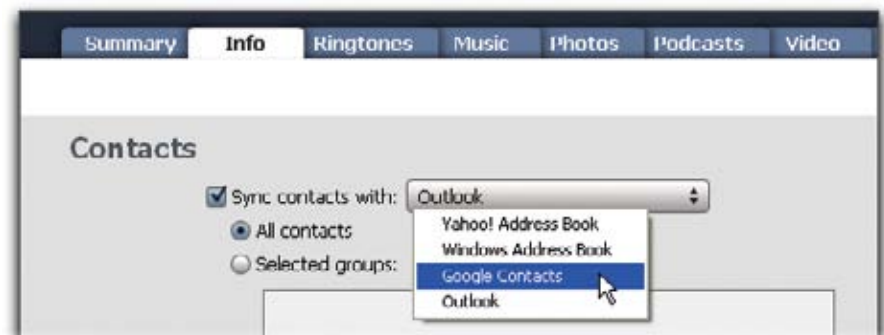 Summary Info Ringtones Music Photos Podcasts Video
Contacts
Sync contacts with: Outlook
All contacts
Selected groups:
Yahoo! Address Book
Windows Address Book
Google Contacts
Outlook